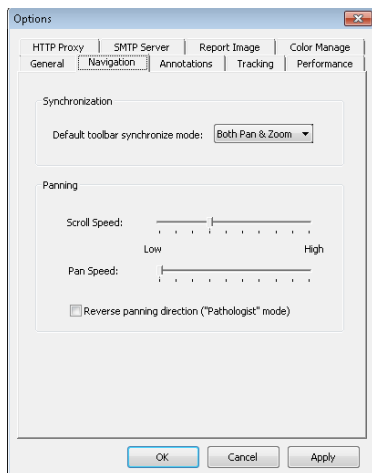 Options
HTTP Proxy SMTP Server Report Image Color Manage
General Navigation Annotations Tracking Performance
Synchronization
Default toolbar synchronize mode: Both Pan & Zoom
Panning
Scroll Speed:
Low High
Pan Speed:
Reverse panning direction ("Pathologist" mode)
OK Cancel Apply